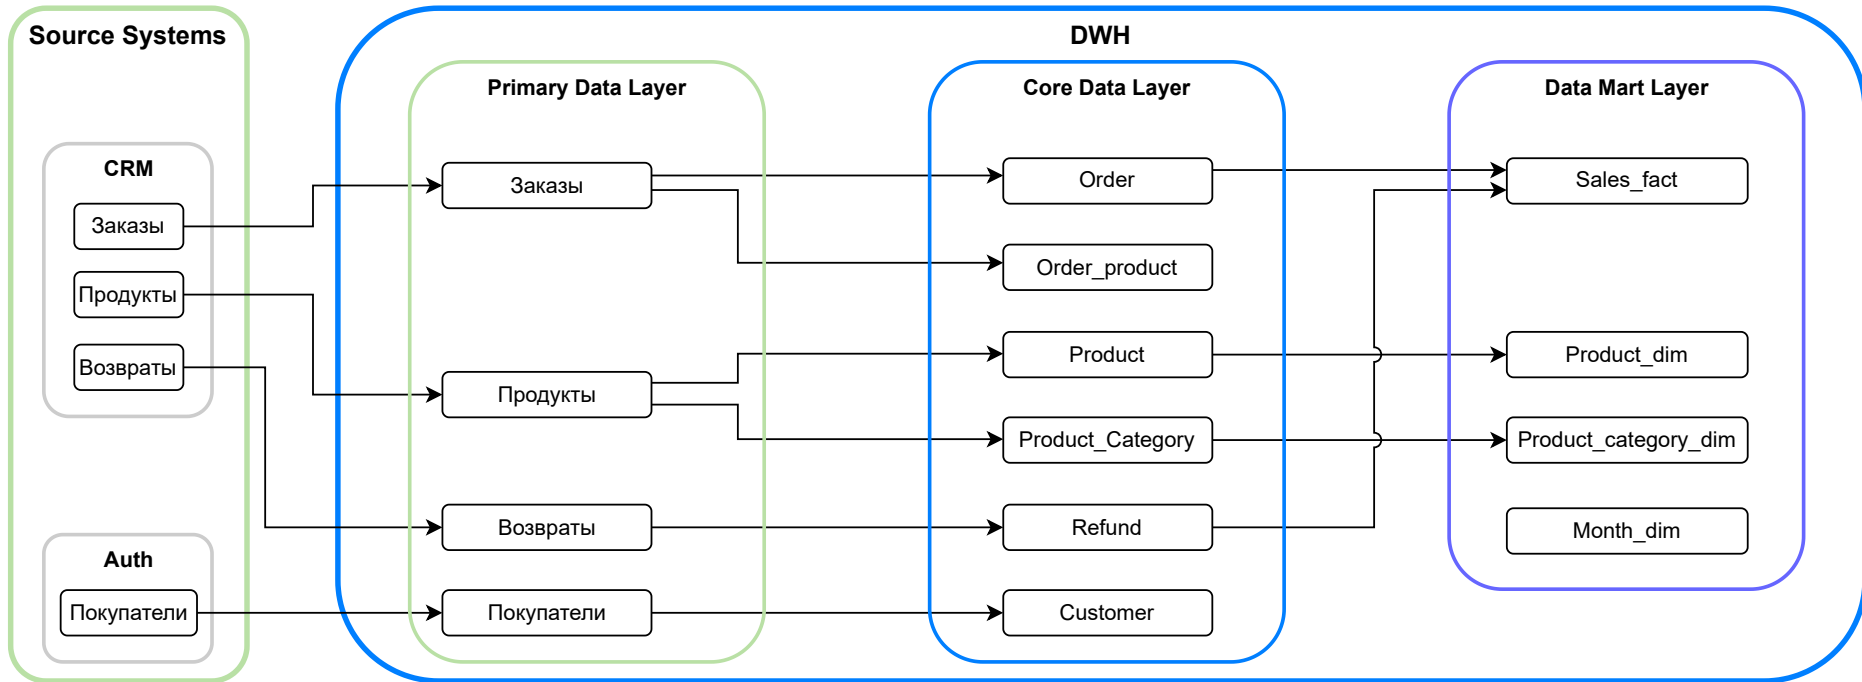 Source Systems
CRM
Заказы
Продукты
Возвраты
Auth
Покупатели
DWH
Primary Data Layer
Заказы
Продукты
Возвраты
Покупатели
Core Data Layer
Order
Order_product
Product
Product_Category
Refund
Customer
Data Mart Layer
Sales_fact
Product_dim
Product_category_dim
Month_dim